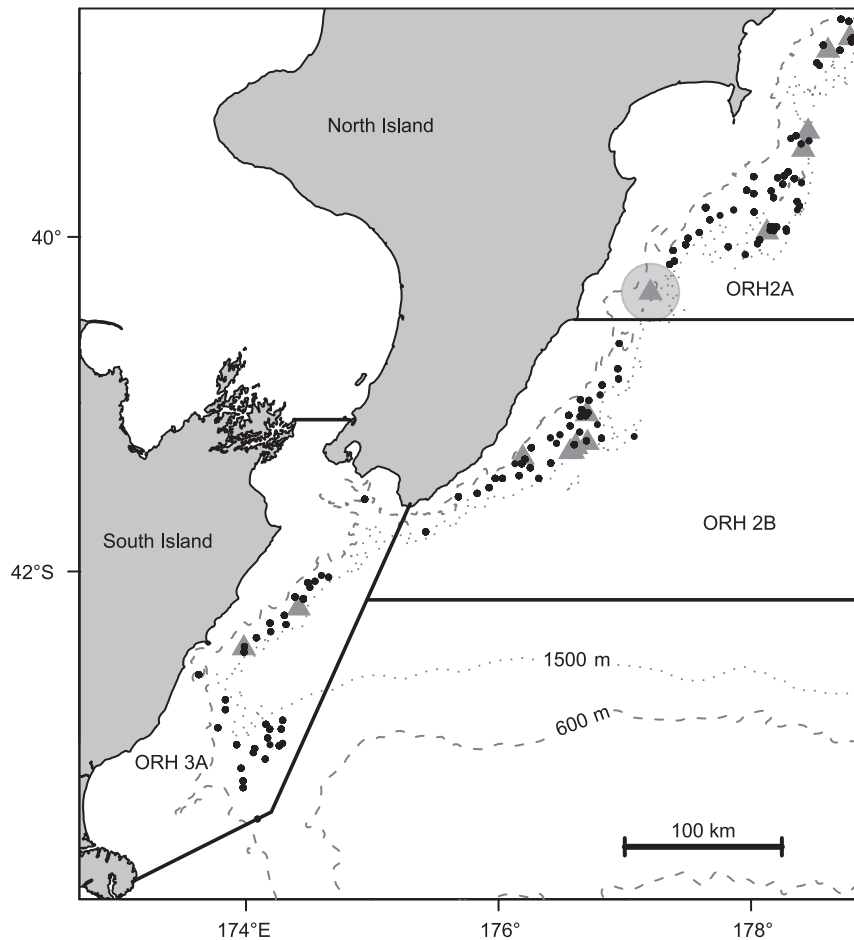 North Island
40°
ORH2A
ORH 2B
South Island
42°S
1500 m
600 m
ORH 3A
100 km
174°E
176°
178°